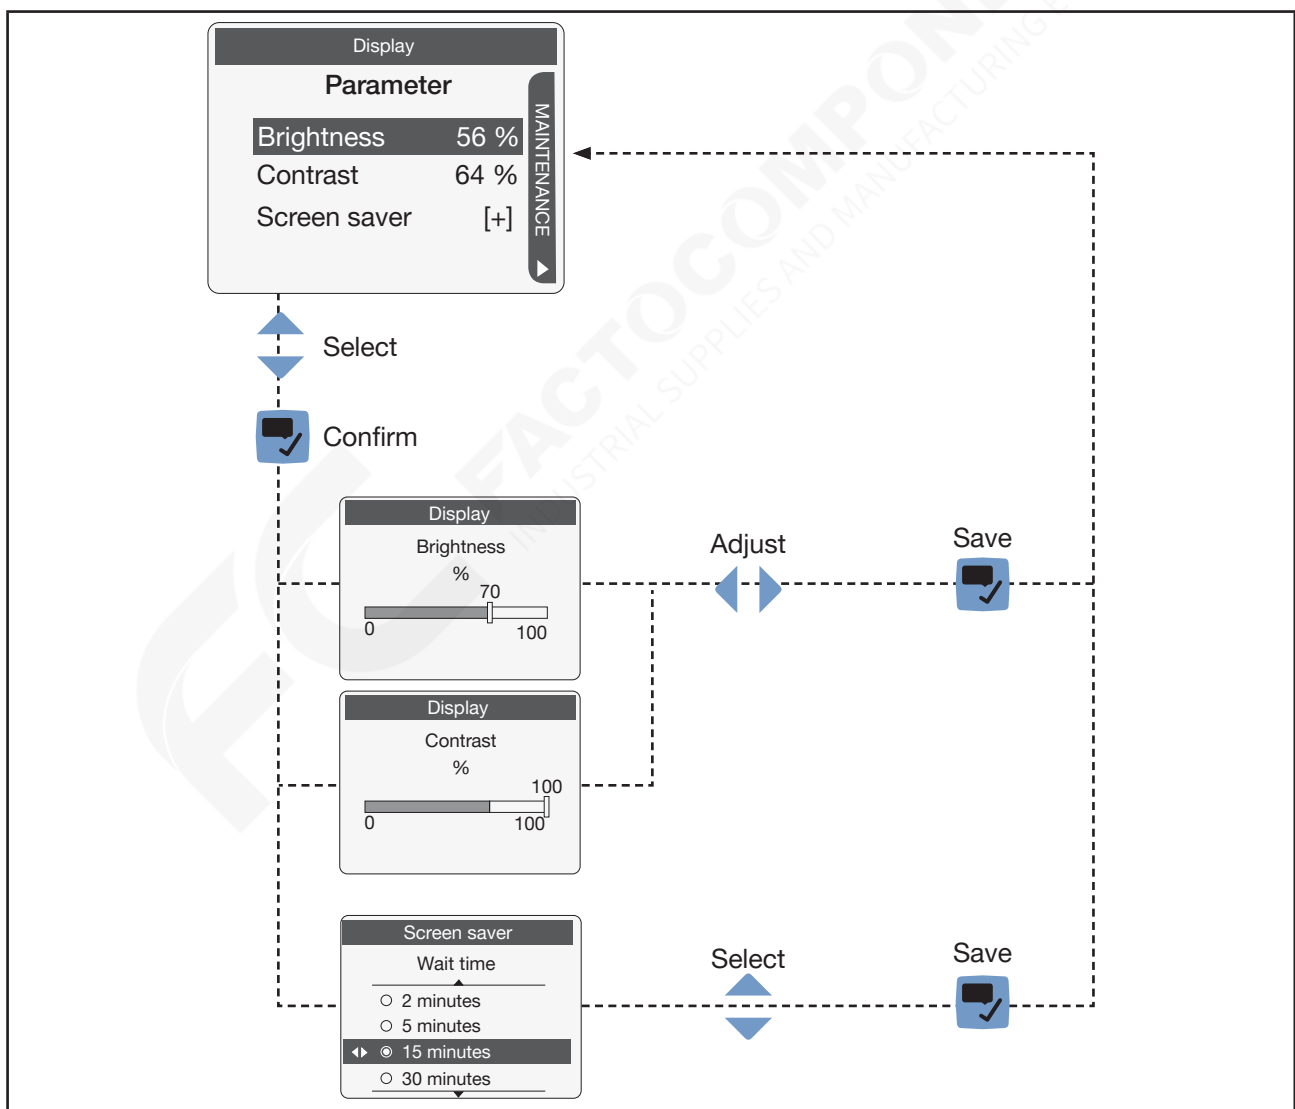 Display
Parameter
Brightness 56 %
Contrast 64 %
Screen saver [+]
MAINTENANCE
Select
Confirm
Display
Brightness
%
70
0 100
Adjust
Save
Display
Contrast
%
100
0 100
Screen saver
Wait time
2 minutes
5 minutes
15 minutes
30 minutes
Select
Save
FACTOCOMPONE
INDUSTRIAL SUPPLIES AND MANUFACTURING
FC